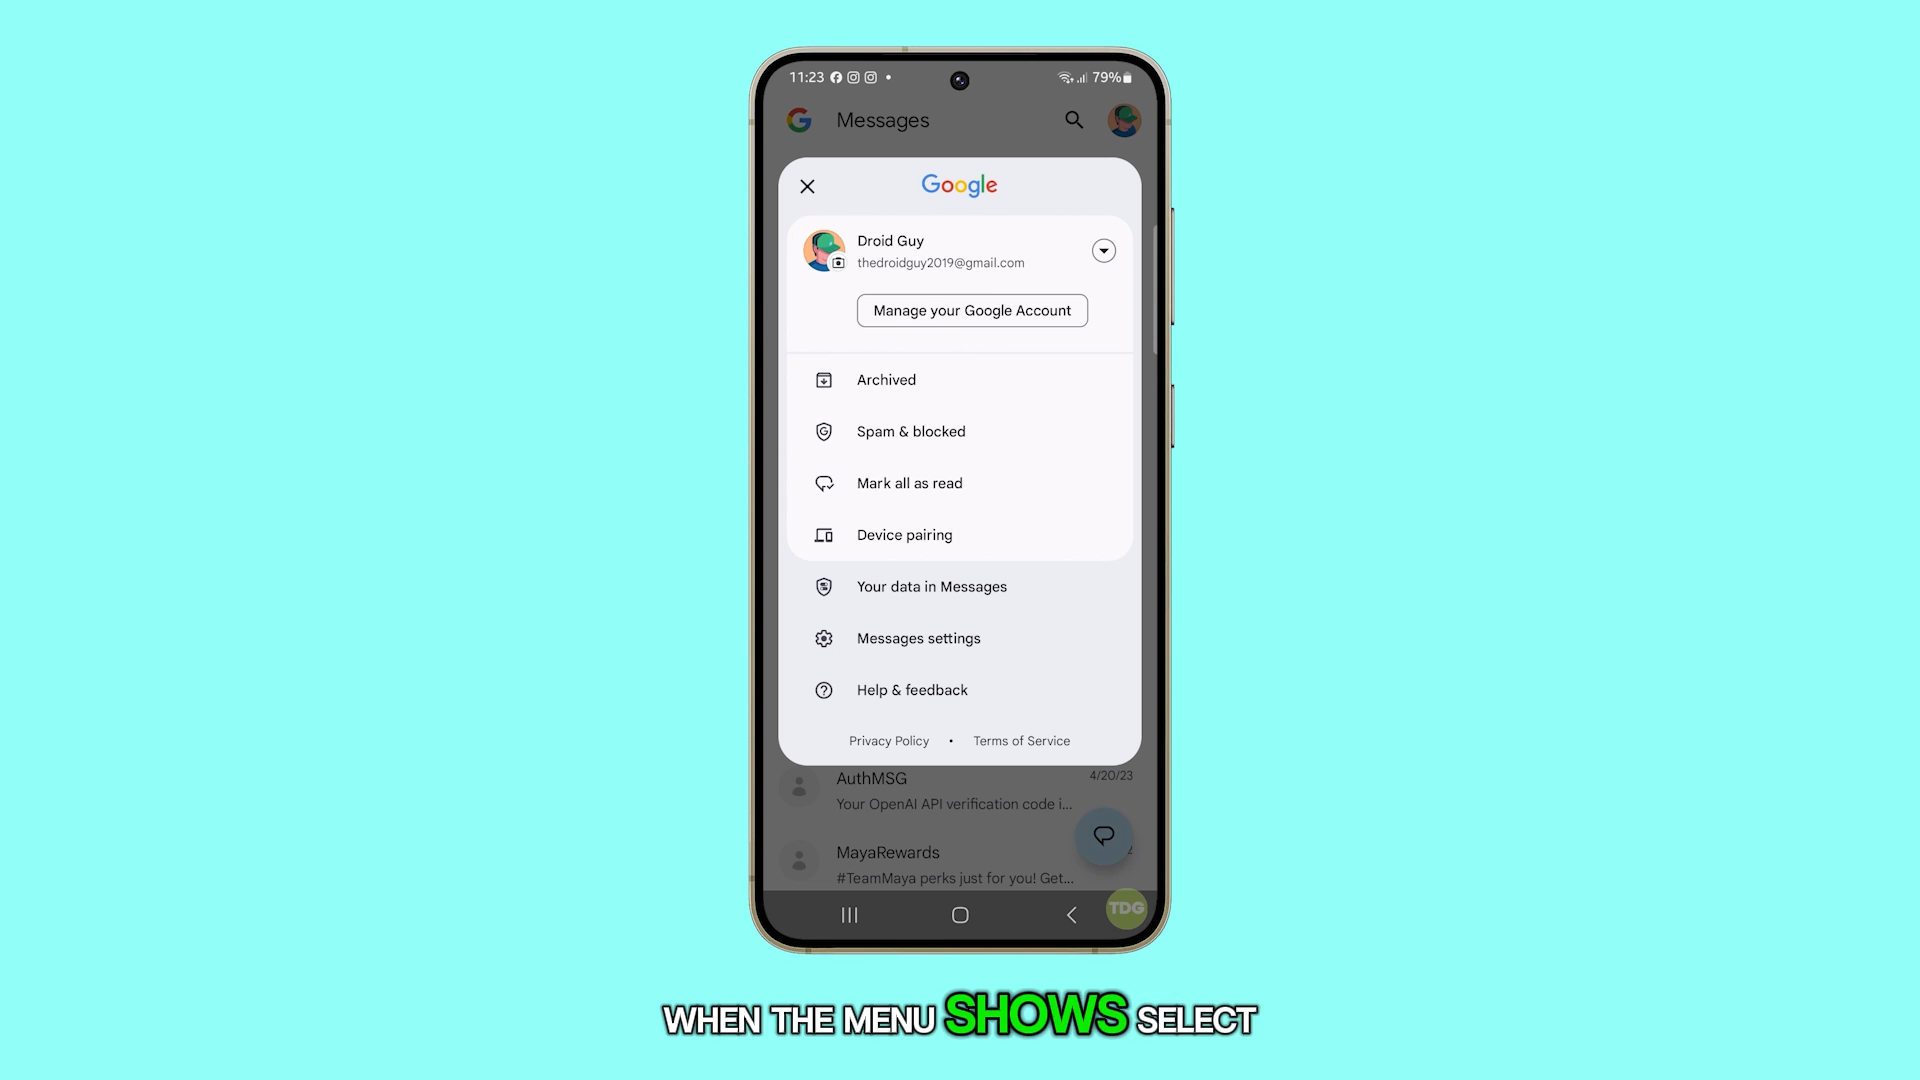 11:23
79%
Messages
Google
Droid Guy
thedroidguy2019@gmail.com
Manage your Google Account
Archived
Spam & blocked
Mark all as read
Device pairing
Your data in Messages
Messages settings
Help & feedback
Privacy Policy • Terms of Service
AuthMSG
4/20/23
Your OpenAI API verification code i...
MayaRewards
#TeamMaya perks just for you! Get...
TDG
WHEN THE MENU SHOWS SELECT